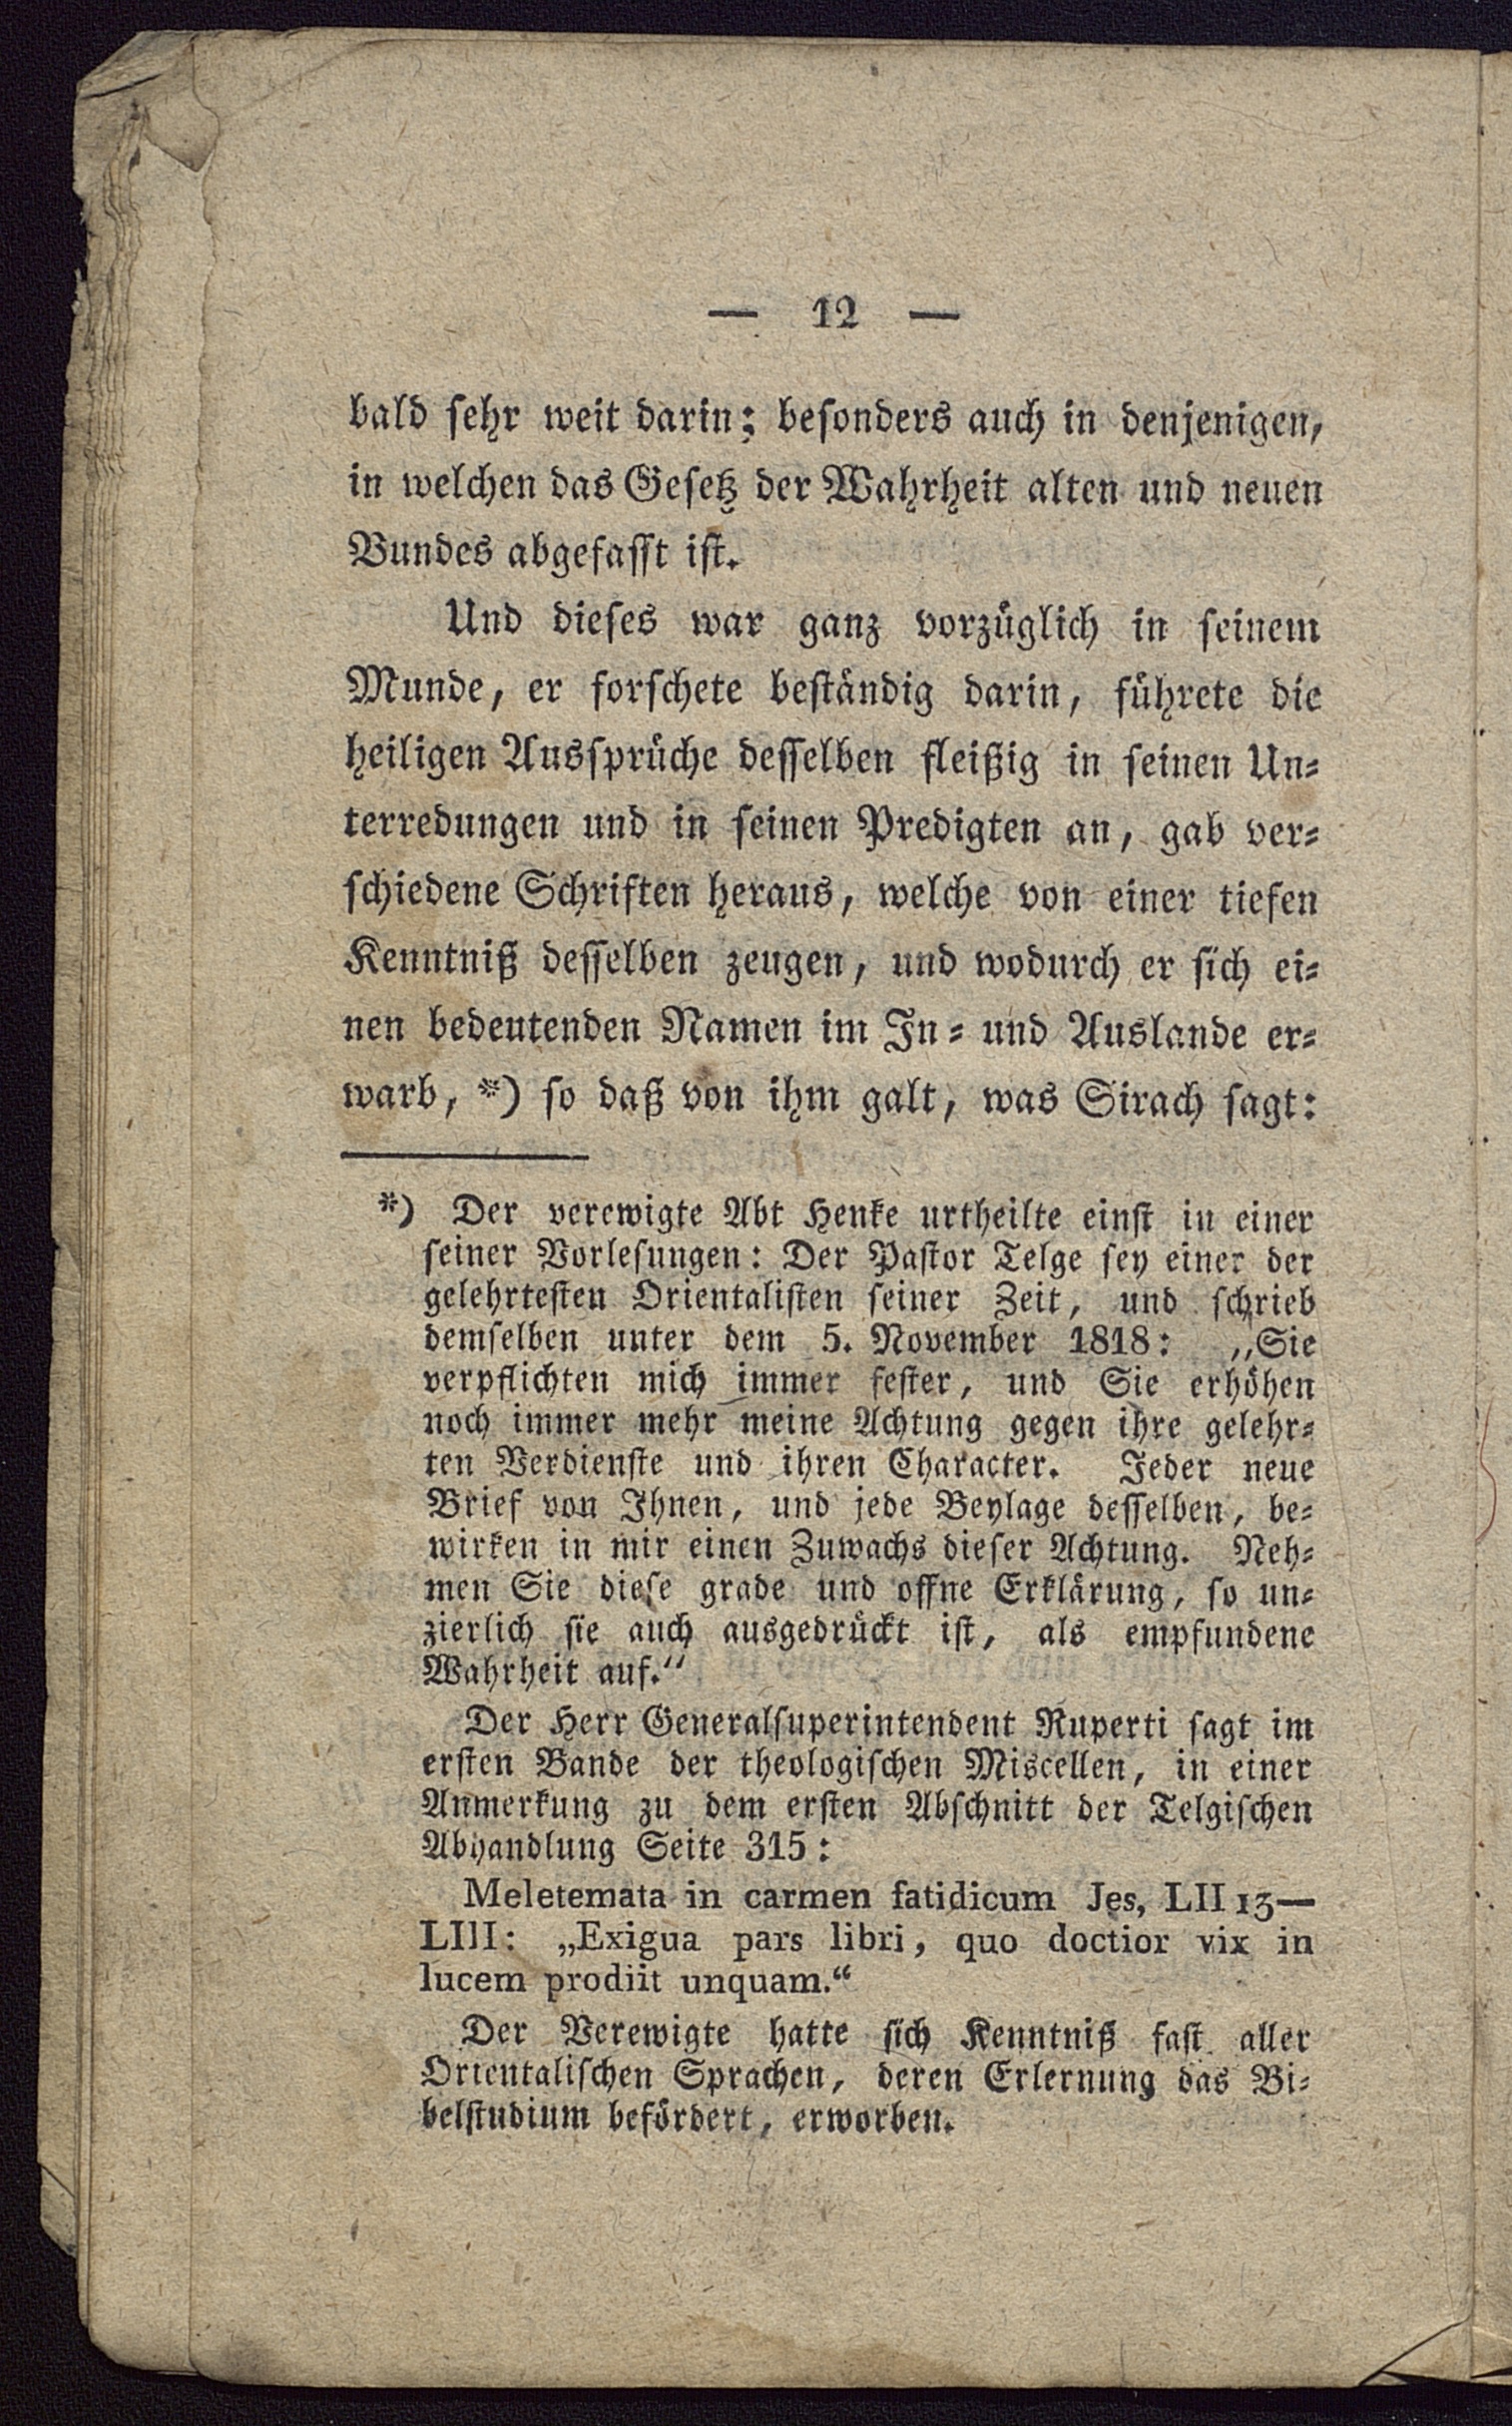 — 12 —
bald sehr weit darin; besonders auch in denjenigen,
in welchen das Gesetz der Wahrheit alten und neuen
Bundes abgefasst ist.
Und dieses war ganz vorzüglich in seinem
Munde, er forschete beständig darin, führete die
heiligen Aussprüche desselben fleißig in seinen Un-
terredungen und in seinen Predigten an, gab ver-
schiedene Schriften heraus, welche von einer tiefen
Kenntniß desselben zeugen, und wodurch er sich ei-
nen bedeutenden Namen im In- und Auslande er-
warb, *) so daß von ihm galt, was Sirach sagt:
*) Der verewigte Abt Henke urtheilte einst in einer
seiner Vorlesungen: Der Pastor Telge sey einer der
gelehrtesten Orientalisten seiner Zeit, und schrieb
demselben unter dem 5. November 1818: „Sie
verpflichten mich immer fester, und Sie erhöhen
noch immer mehr meine Achtung gegen ihre gelehr-
ten Verdienste und ihren Character. Jeder neue
Brief von Ihnen, und jede Beylage desselben, be-
wirken in mir einen Zuwachs dieser Achtung. Neh-
men Sie diese grade und offne Erklärung, so un-
zierlich sie auch ausgedrückt ist, als empfundene
Wahrheit auf.“
Der Herr Generalsuperintendent Ruperti sagt im
ersten Bande der theologischen Miscellen, in einer
Anmerkung zu dem ersten Abschnitt der Telgischen
Abhandlung Seite 315:
Meletemata in carmen fatidicum Jes, LII 13—
LIII: „Exigua pars libri, quo doctior vix in
lucem prodiit unquam.“
Der Verewigte hatte sich Kenntniß fast aller
Orientalischen Sprachen, deren Erlernung das Bi-
belstudium befördert, erworben.